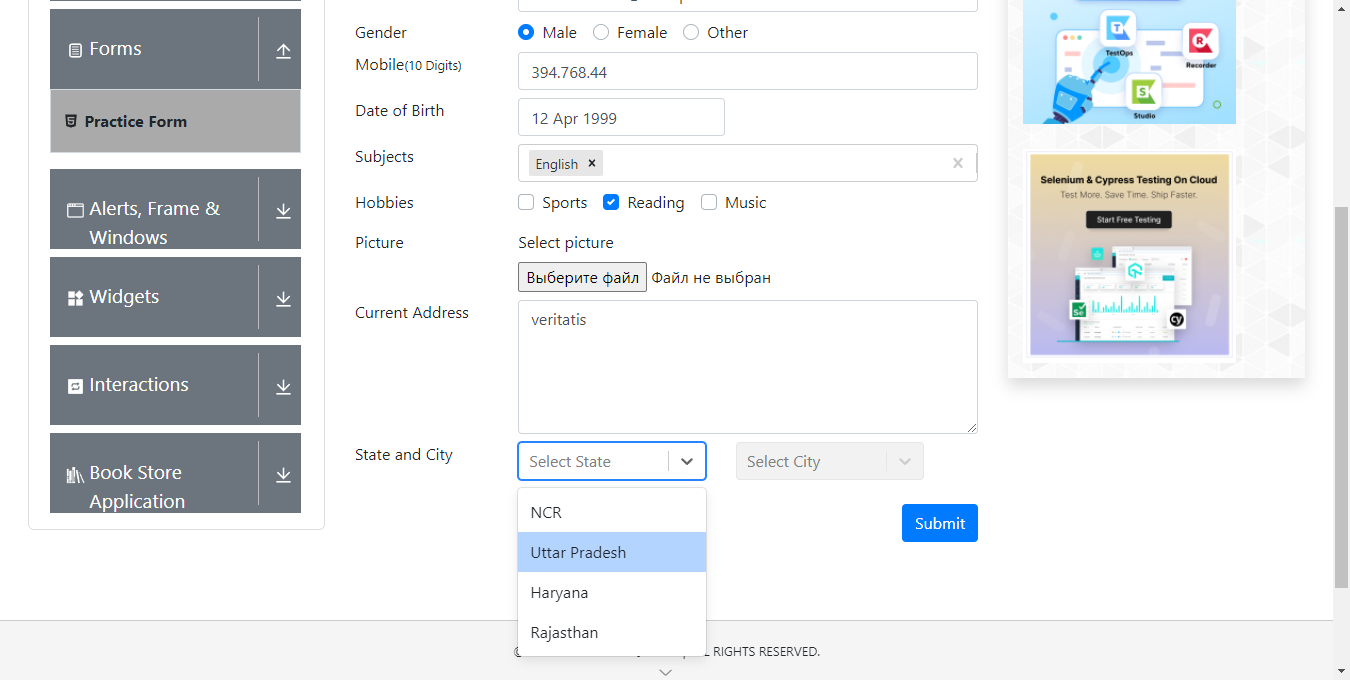 Forms
Practice Form
Alerts, Frame &
Windows
Widgets
Interactions
Book Store
Application
Gender
Male
Female
Other
Mobile(10 Digits)
394.768.44
Date of Birth
12 Apr 1999
Subjects
English ×
Hobbies
Sports
Reading
Music
Picture
Select picture
Выберите файл Файл не выбран
Current Address
veritatis
State and City
Select State
Select City
NCR
Uttar Pradesh
Haryana
Rajasthan
Submit
RIGHTS RESERVED.
TestOps
Recorder
Studio
Selenium & Cypress Testing On Cloud
Test More. Save Time. Ship Faster.
Start Free Testing
Se
cy